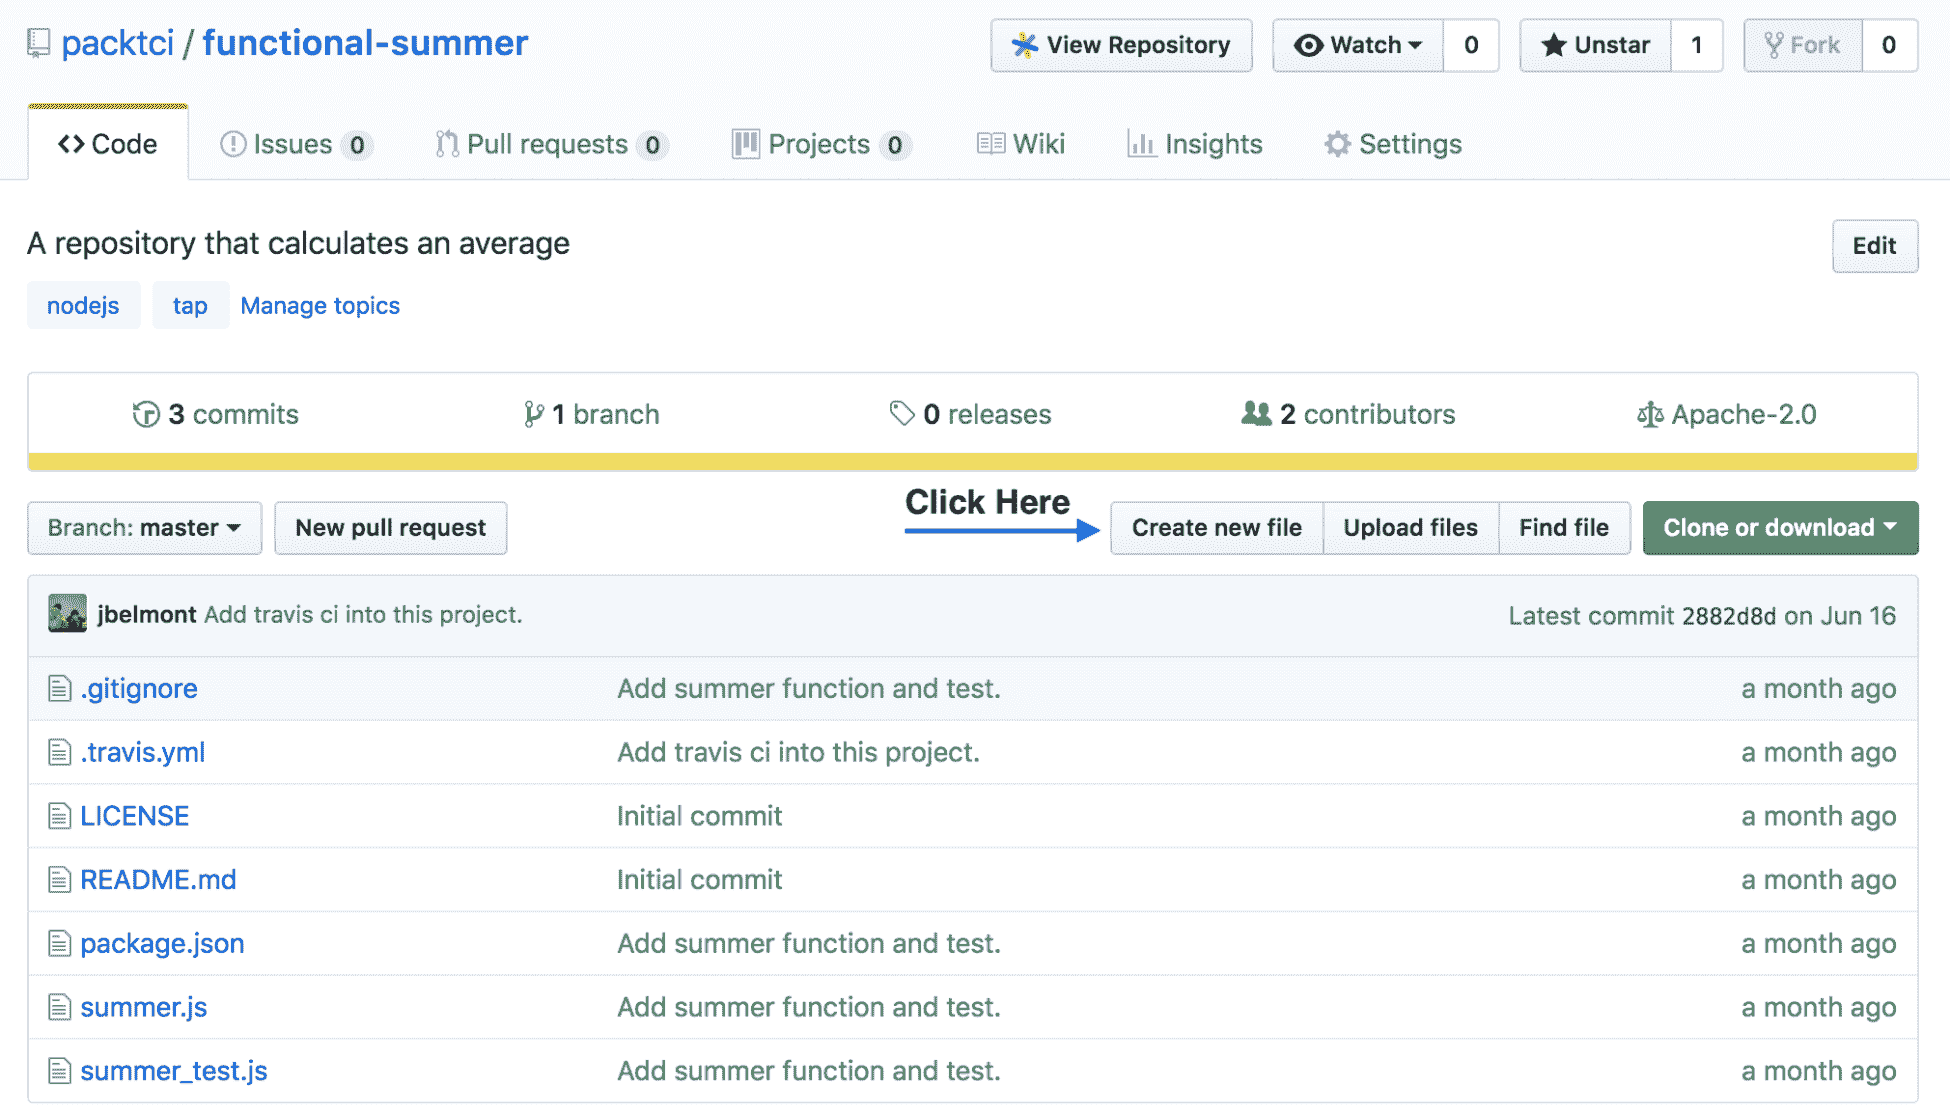 packtci / functional-summer
View Repository
Watch 0
Unstar 1
Fork 0
Code
Issues 0
Pull requests 0
Projects 0
Wiki
Insights
Settings
A repository that calculates an average
Edit
nodejs tap Manage topics
3 commits
1 branch
0 releases
2 contributors
Apache-2.0
Branch: master
New pull request
Click Here
Create new file
Upload files
Find file
Clone or download
jbelmont Add travis ci into this project.
Latest commit 2882d8d on Jun 16
.gitignore Add summer function and test. a month ago
.travis.yml Add travis ci into this project. a month ago
LICENSE Initial commit a month ago
README.md Initial commit a month ago
package.json Add summer function and test. a month ago
summer.js Add summer function and test. a month ago
summer_test.js Add summer function and test. a month ago